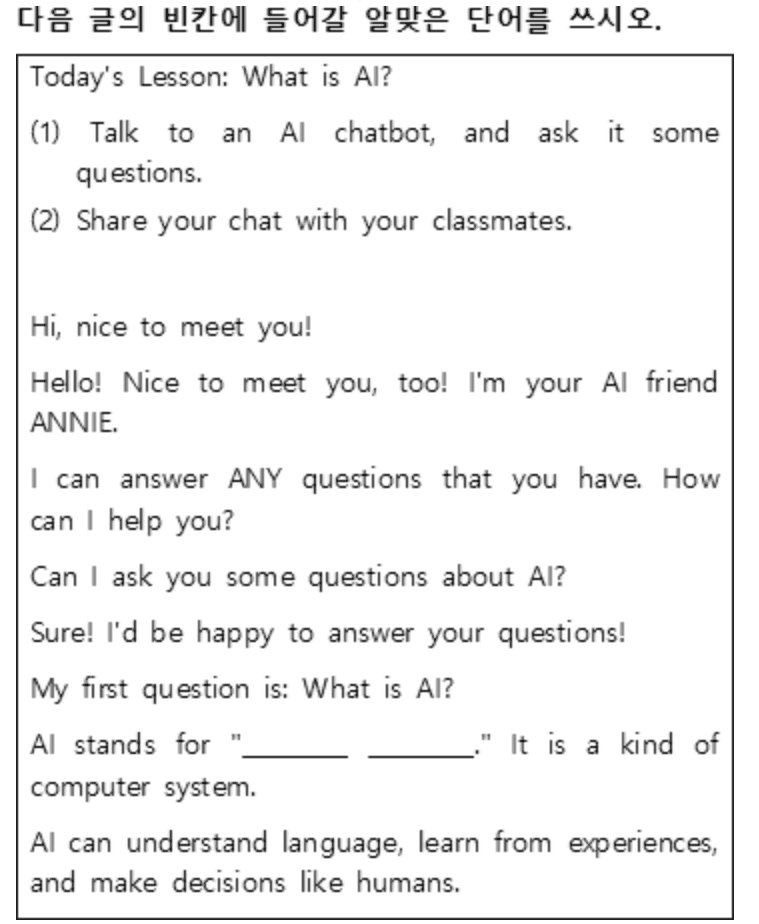 다음 글의 빈칸에 들어갈 알맞은 단어를 쓰시오.
Today's Lesson: What is AI?
(1) Talk to an AI chatbot, and ask it some
questions.
(2) Share your chat with your classmates.
Hi, nice to meet you!
Hello! Nice to meet you, too! I'm your AI friend
ANNIE.
I can answer ANY questions that you have. How
can I help you?
Can I ask you some questions about AI?
Sure! I'd be happy to answer your questions!
My first question is: What is AI?
AI stands for "_______ _______." It is a kind of
computer system.
AI can understand language, learn from experiences,
and make decisions like humans.